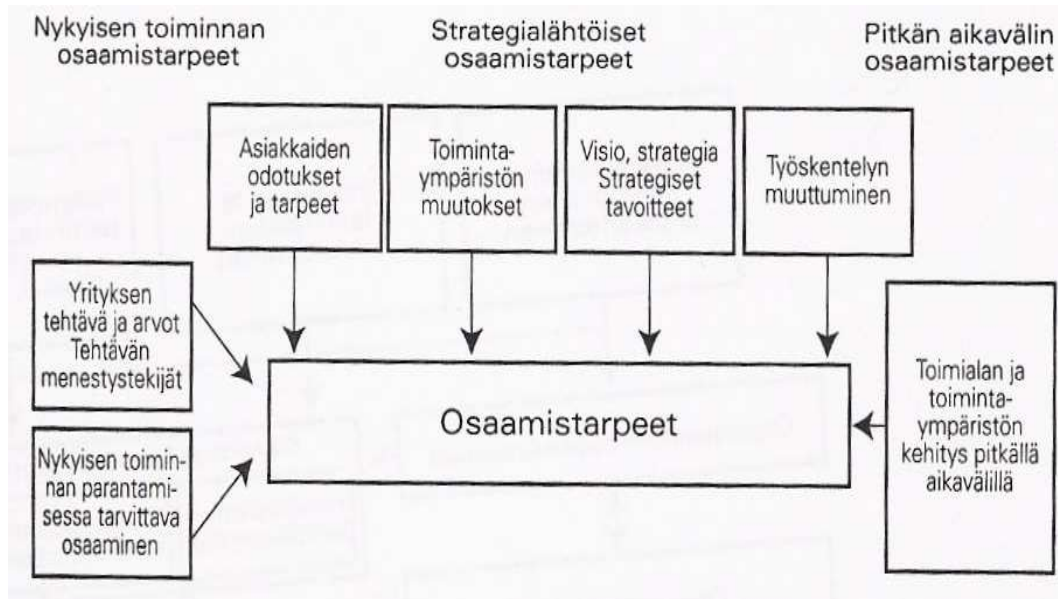 Nykyisen toiminnan
osaamistarpeet
Strategialähtöiset
osaamistarpeet
Pitkän aikavälin
osaamistarpeet
Asiakkaiden
odotukset
ja tarpeet
Toiminta-
ympäristön
muutokset
Visio, strategia
Strategiset
tavoitteet
Työskentelyn
muuttuminen
Yrityksen
tehtävä ja arvot
Tehtävän
menestystekijät
Nykyisen toimin-
nan parantami-
sessa tarvittava
osaaminen
Osaamistarpeet
Toimialan ja
toiminta-
ympäristön
kehitys pitkällä
aikavälillä